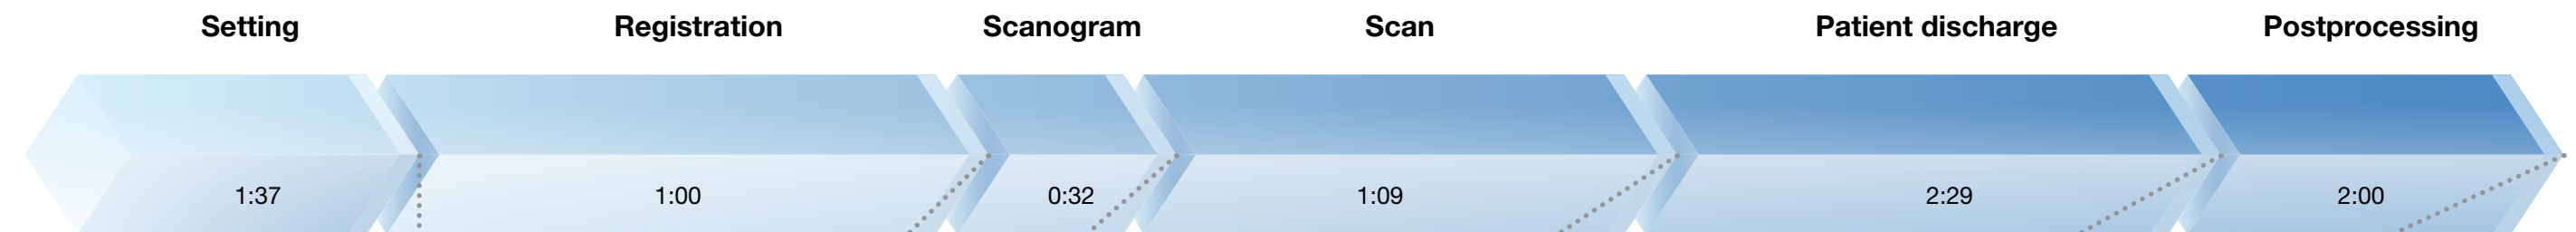 Setting Registration Scanogram Scan Patient discharge Postprocessing
1:37 1:00 0:32 1:09 2:29 2:00